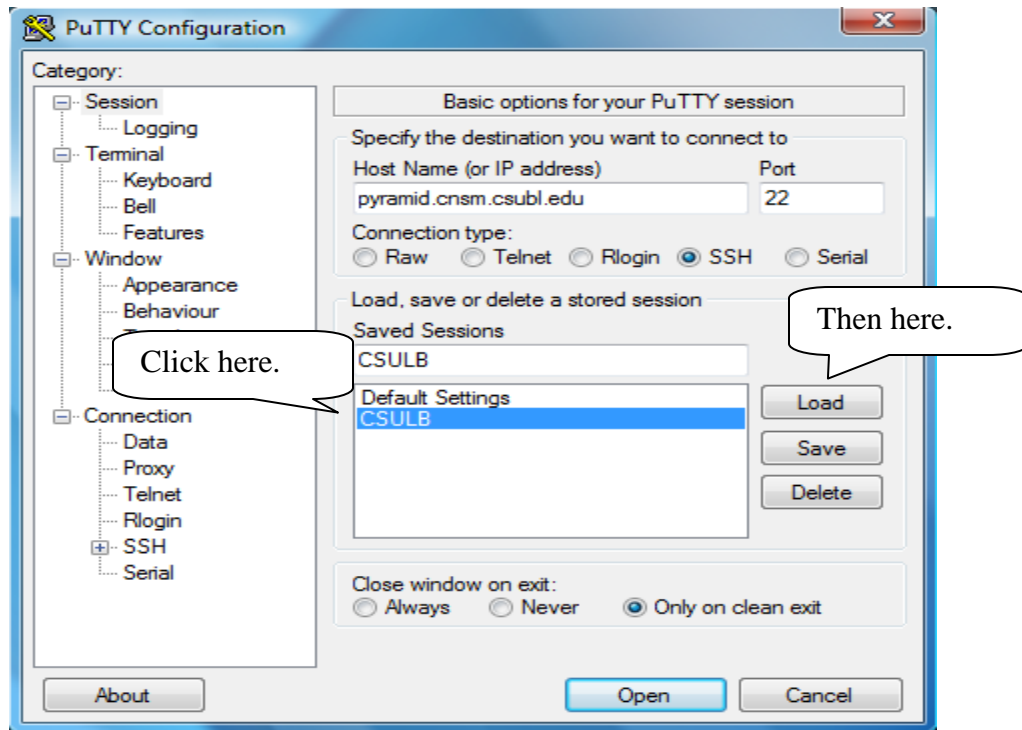 PuTTY Configuration
Category:
Session
Logging
Terminal
Keyboard
Bell
Features
Window
Appearance
Behaviour
Connection
Data
Proxy
Telnet
Rlogin
SSH
Serial
Basic options for your PuTTY session
Specify the destination you want to connect to
Host Name (or IP address) Port
pyramid.cnsm.csubl.edu 22
Connection type:
Raw Telnet Rlogin SSH Serial
Load, save or delete a stored session
Saved Sessions
CSULB
Default Settings
CSULB
Load
Save
Delete
Click here.
Then here.
Close window on exit:
Always Never Only on clean exit
About Open Cancel